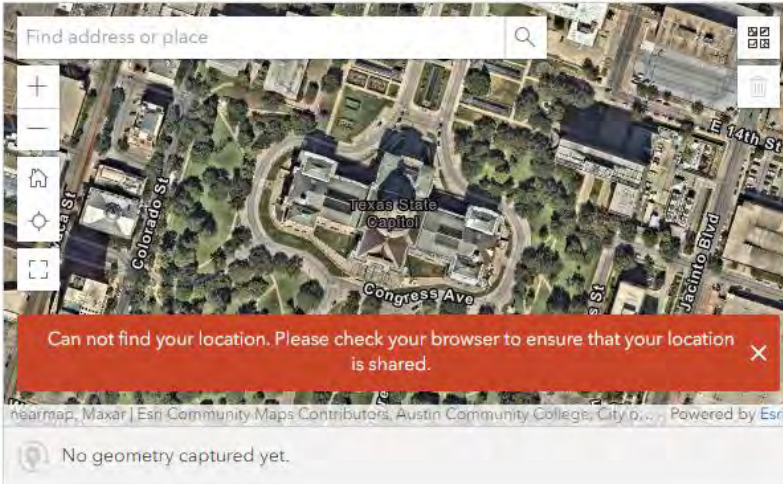 Find address or place
E 14th St
Texas State
Capitol
Colorado St
Congress Ave
Jacinto Blvd
Can not find your location. Please check your browser to ensure that your location
is shared.
nearmap, Maxar | Esri Community Maps Contributors, Austin Community College, City o... Powered by Esr
No geometry captured yet.